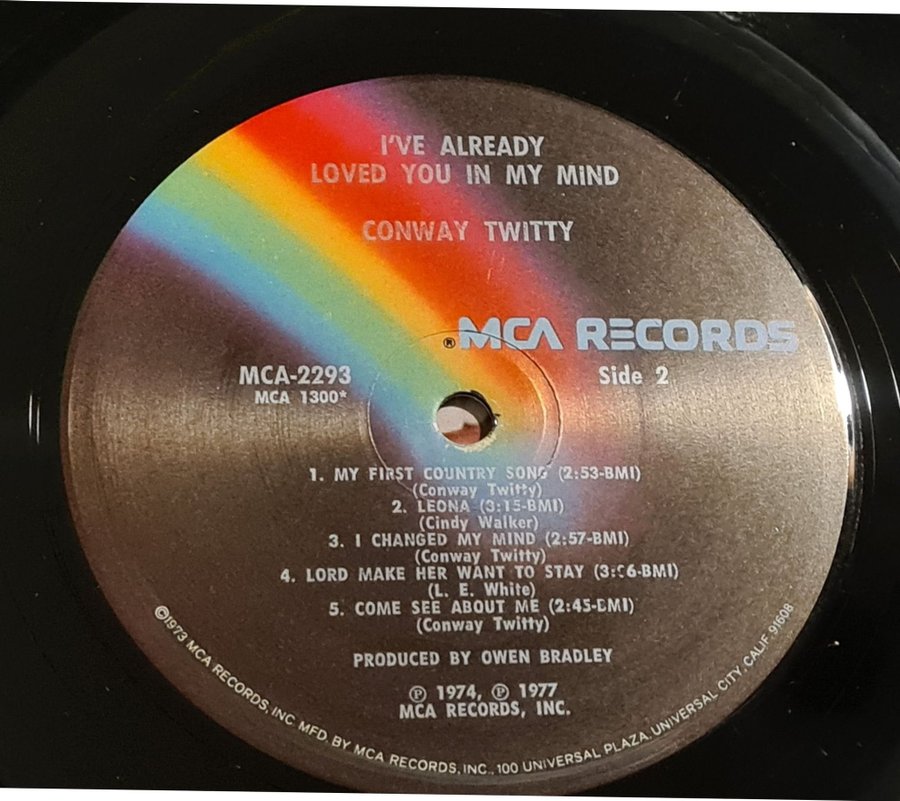 I'VE ALREADY
LOVED YOU IN MY MIND
CONWAY TWITTY
® MCA RECORDS
MCA-2293
Side 2
MCA 1300*
1. MY FIRST COUNTRY SONG (2:53-BMI)
(Conway Twitty)
2. LEONA (3:15-BMI)
(Cindy Walker)
3. I CHANGED MY MIND (2:57-BMI)
(Conway Twitty)
4. LORD MAKE HER WANT TO STAY
(L. E. White)
5. COME SEE ABOUT ME (2:45-BMI)
(Conway Twitty)
PRODUCED BY OWEN BRADLEY
℗ 1974, ℗ 1977
MCA RECORDS, INC.
©1973 MCA RECORDS, INC. MFD. BY MCA RECORDS, INC., 100 UNIVERSAL PLAZA, UNIVERSAL CITY, CALIF. 91608